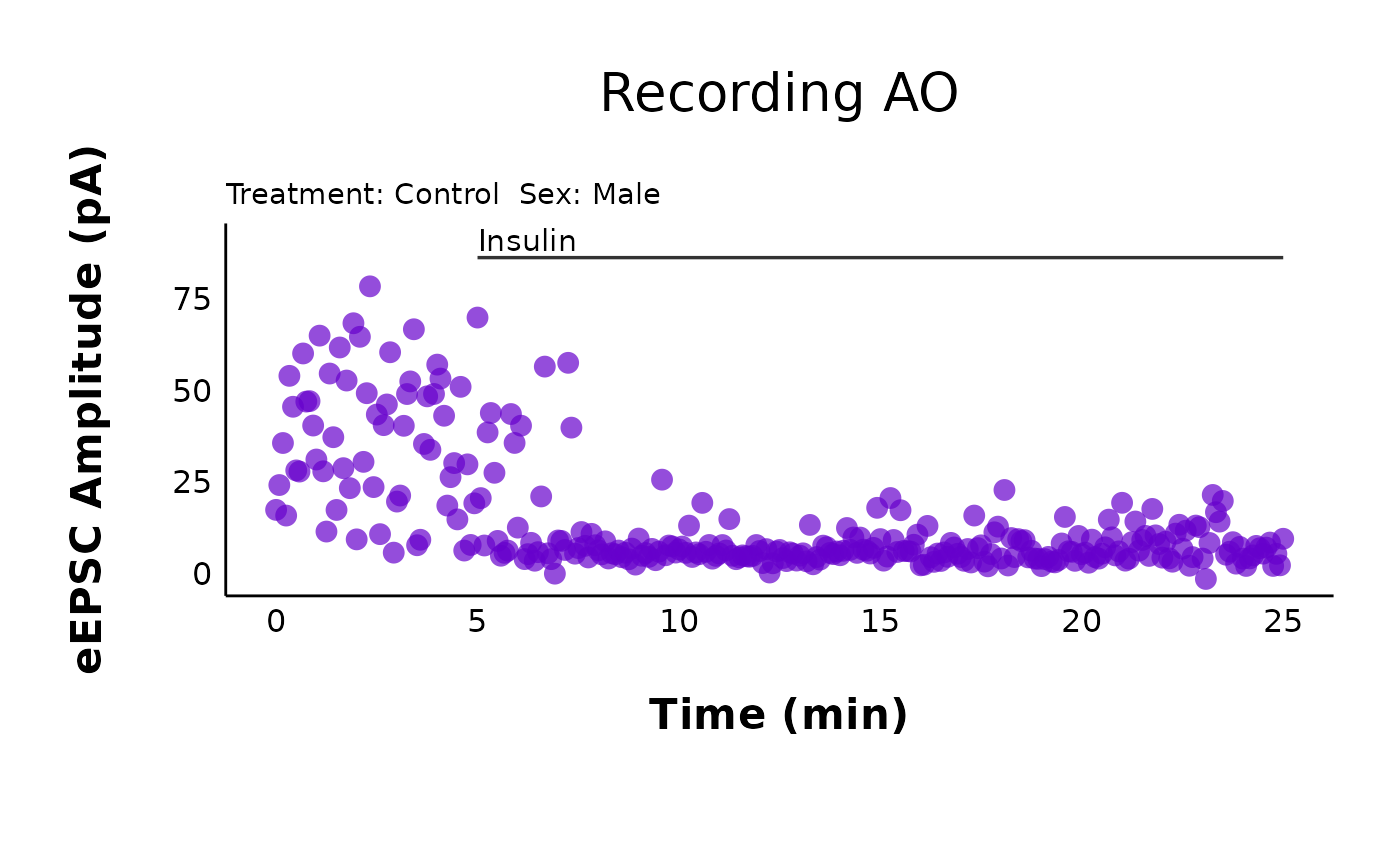 Recording AO
Treatment: Control  Sex: Male
Insulin
eEPSC Amplitude (pA)
75
50
25
0
0 5 10 15 20 25
Time (min)